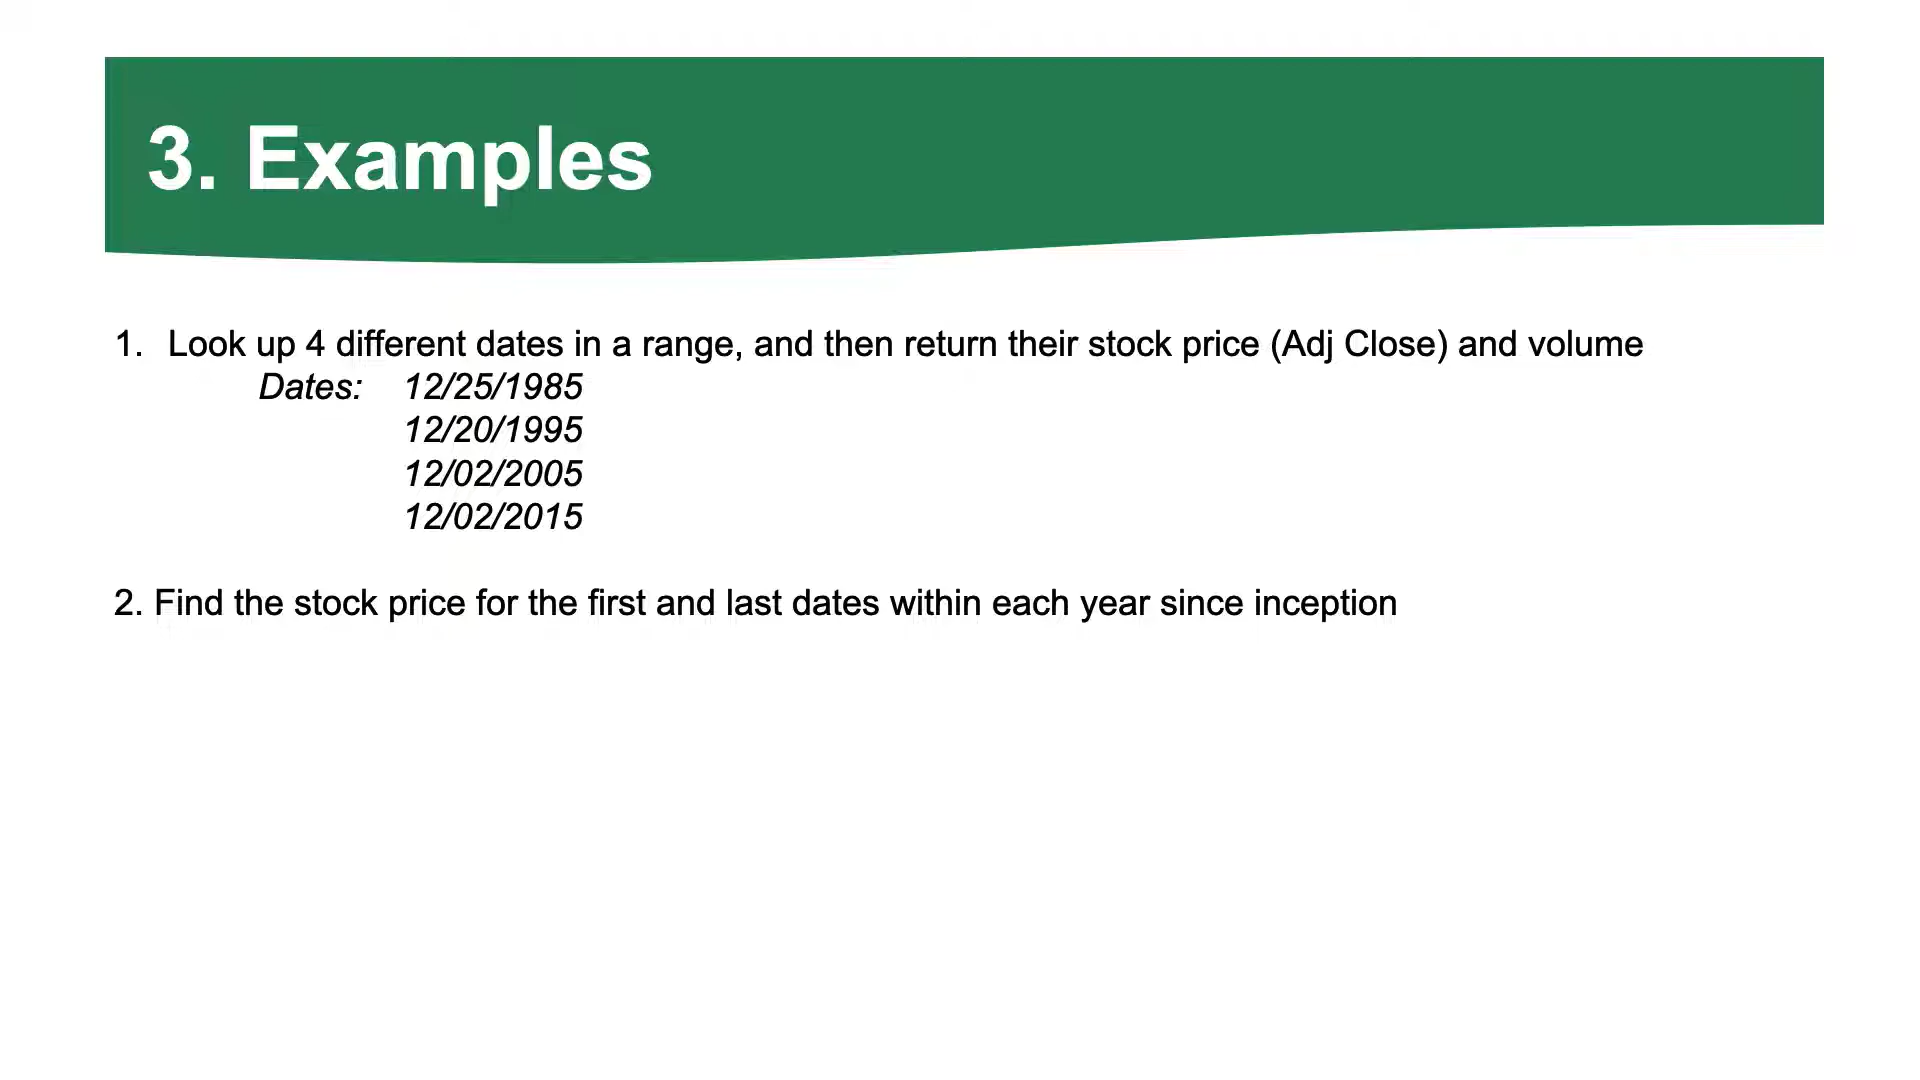 3. Examples
1. Look up 4 different dates in a range, and then return their stock price (Adj Close) and volume
Dates: 12/25/1985
12/20/1995
12/02/2005
12/02/2015
2. Find the stock price for the first and last dates within each year since inception